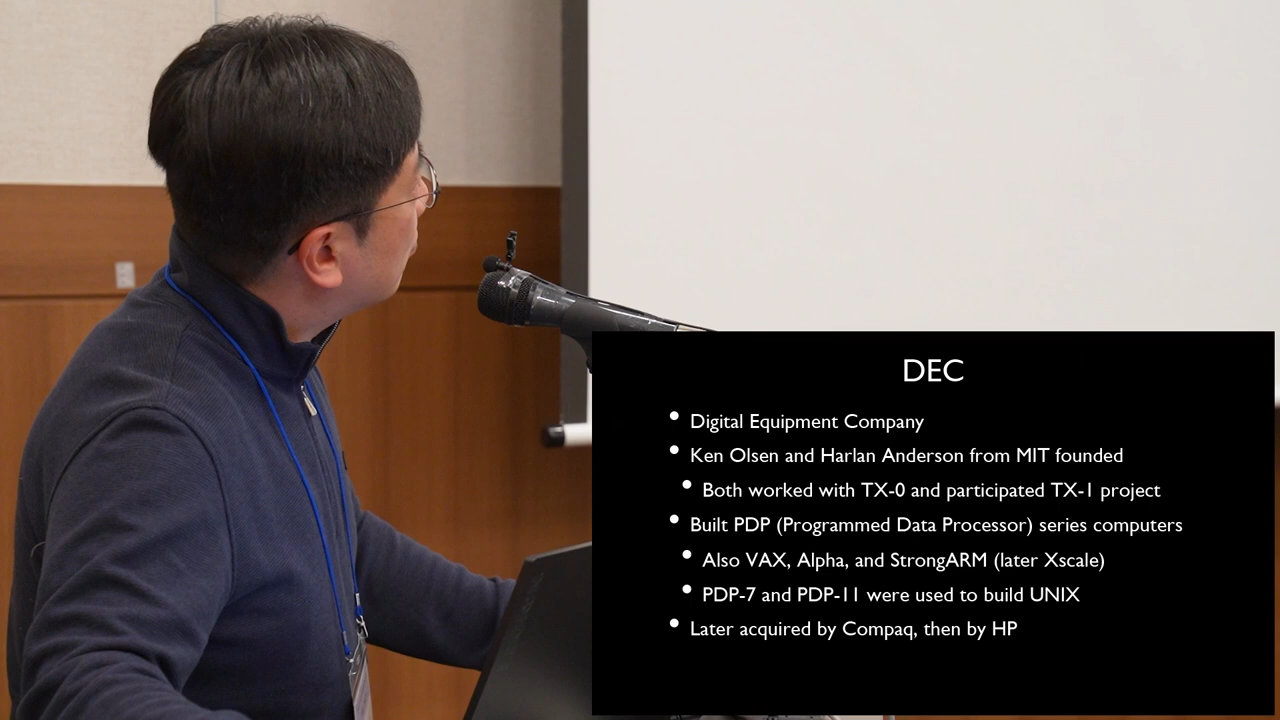 DEC
• Digital Equipment Company
• Ken Olsen and Harlan Anderson from MIT founded
• Both worked with TX-0 and participated TX-1 project
• Built PDP (Programmed Data Processor) series computers
• Also VAX, Alpha, and StrongARM (later Xscale)
• PDP-7 and PDP-11 were used to build UNIX
• Later acquired by Compaq, then by HP